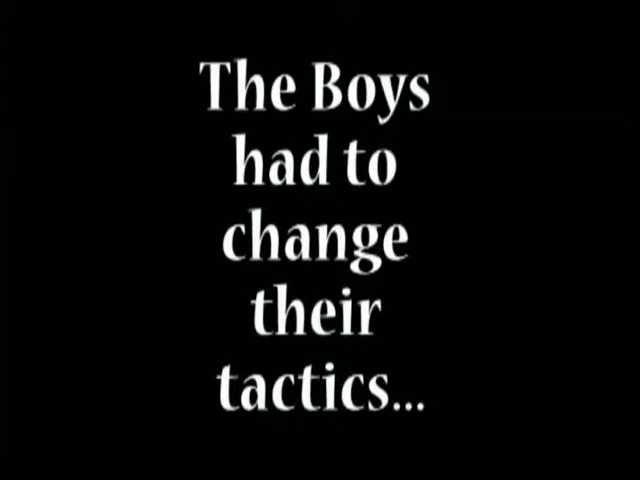 The Boys
had to
change
their
tactics...